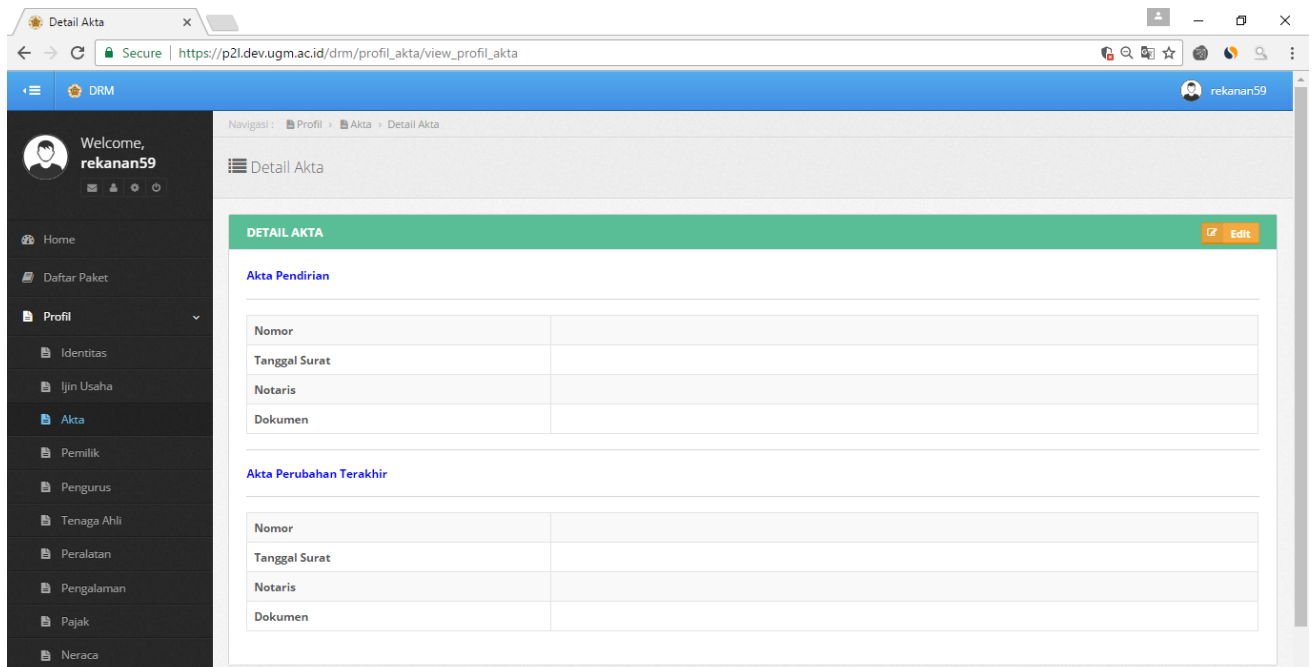 Detail Akta
Secure | https://p2l.dev.ugm.ac.id/drm/profil_akta/view_profil_akta
DRM
rekanan59
Welcome,
rekanan59
Home
Daftar Paket
Profil
Identitas
Ijin Usaha
Akta
Pemilik
Pengurus
Tenaga Ahli
Peralatan
Pengalaman
Pajak
Neraca
Navigasi : Profil > Akta > Detail Akta
Detail Akta
DETAIL AKTA
Edit
Akta Pendirian
Nomor
Tanggal Surat
Notaris
Dokumen
Akta Perubahan Terakhir
Nomor
Tanggal Surat
Notaris
Dokumen